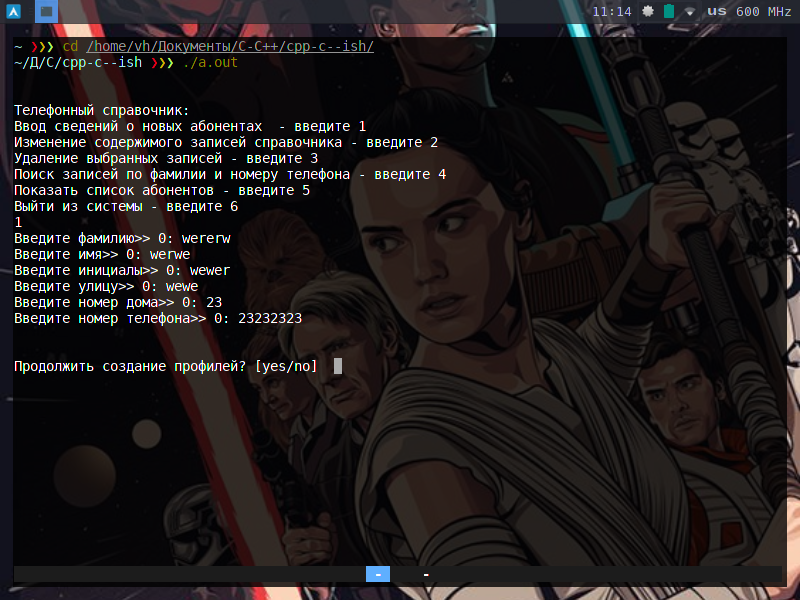 11:14 us 600 MHz
~ ❯❯❯ cd /home/vh/Документы/C-C++/cpp-c--ish/
~/Д/C/cpp-c--ish ❯❯❯ ./a.out
Телефонный справочник:
Ввод сведений о новых абонентах  - введите 1
Изменение содержимого записей справочника - введите 2
Удаление выбранных записей - введите 3
Поиск записей по фамилии и номеру телефона - введите 4
Показать список абонентов - введите 5
Выйти из системы - введите 6
1
Введите фамилию>> 0: wererw
Введите имя>> 0: werwe
Введите инициалы>> 0: wewer
Введите улицу>> 0: wewe
Введите номер дома>> 0: 23
Введите номер телефона>> 0: 23232323
Продолжить создание профилей? [yes/no]
- -